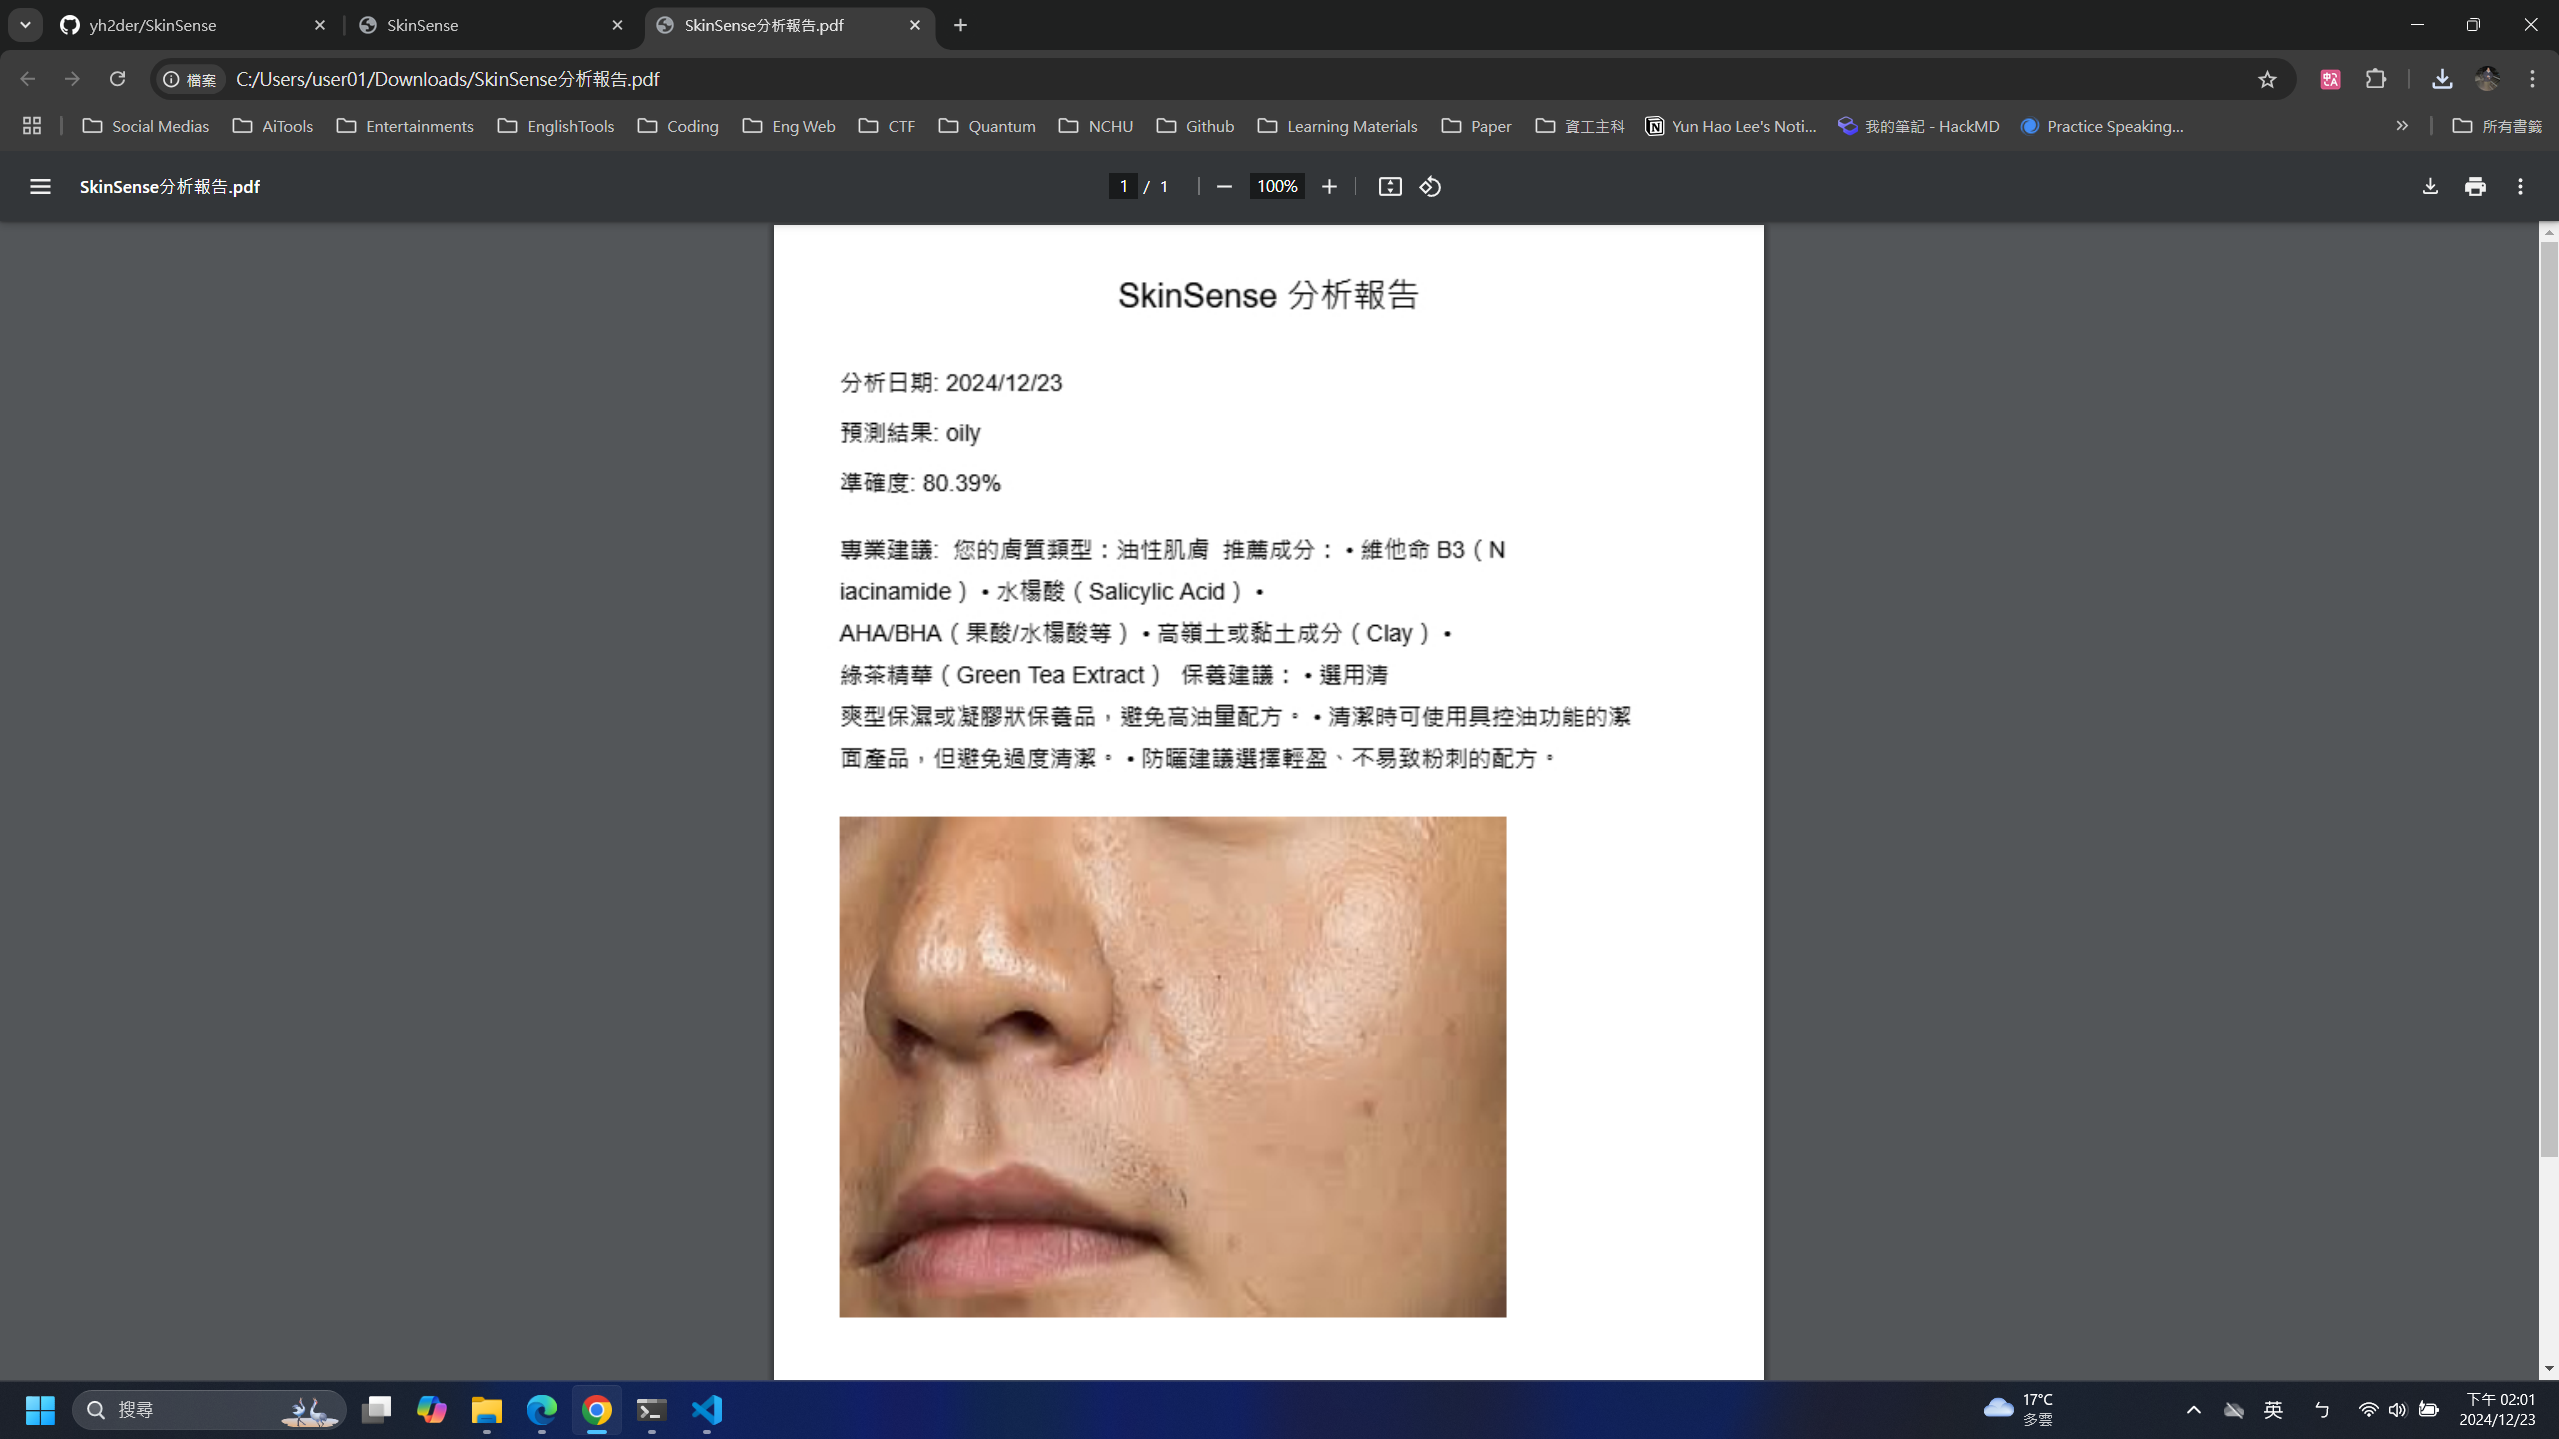 yh2der/SkinSense
SkinSense
SkinSense分析報告.pdf
檔案
C:/Users/user01/Downloads/SkinSense分析報告.pdf
Social Medias
AiTools
Entertainments
EnglishTools
Coding
Eng Web
CTF
Quantum
NCHU
Github
Learning Materials
Paper
資工主科
Yun Hao Lee's Noti...
我的筆記 - HackMD
Practice Speaking...
所有書籤
SkinSense分析報告.pdf
1 / 1
100%
SkinSense 分析報告
分析日期: 2024/12/23
預測結果: oily
準確度: 80.39%
專業建議: 您的膚質類型：油性肌膚 推薦成分： • 維他命 B3（N
iacinamide） • 水楊酸（Salicylic Acid） •
AHA/BHA（果酸/水楊酸等） • 高嶺土或黏土成分（Clay） •
綠茶精華（Green Tea Extract） 保養建議： • 選用清
爽型保濕或凝膠狀保養品，避免高油量配方。 • 清潔時可使用具控油功能的潔
面產品，但避免過度清潔。 • 防曬建議選擇輕盈、不易致粉刺的配方。
搜尋
17°C
多雲
英
ㄅ
下午 02:01
2024/12/23